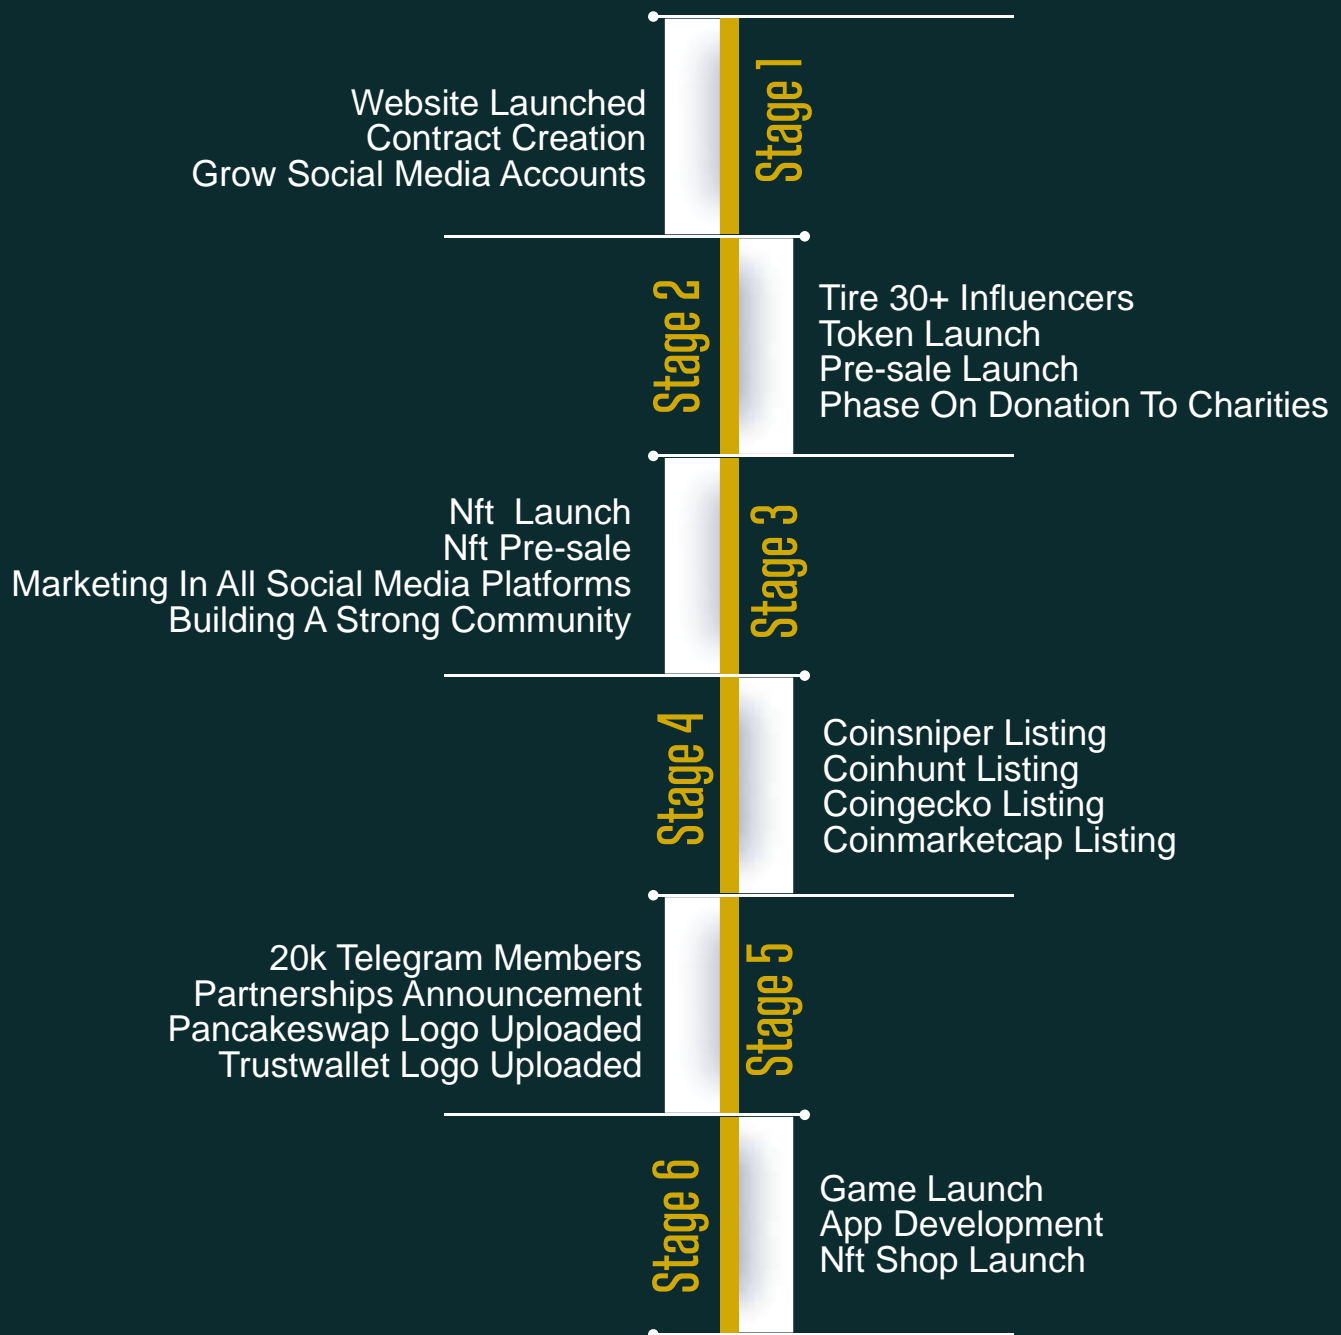 Stage 1
Website Launched
Contract Creation
Grow Social Media Accounts
Stage 2
Tire 30+ Influencers
Token Launch
Pre-sale Launch
Phase On Donation To Charities
Stage 3
Nft  Launch
Nft Pre-sale
Marketing In All Social Media Platforms
Building A Strong Community
Stage 4
Coinsniper Listing
Coinhunt Listing
Coingecko Listing
Coinmarketcap Listing
Stage 5
20k Telegram Members
Partnerships Announcement
Pancakeswap Logo Uploaded
Trustwallet Logo Uploaded
Stage 6
Game Launch
App Development
Nft Shop Launch